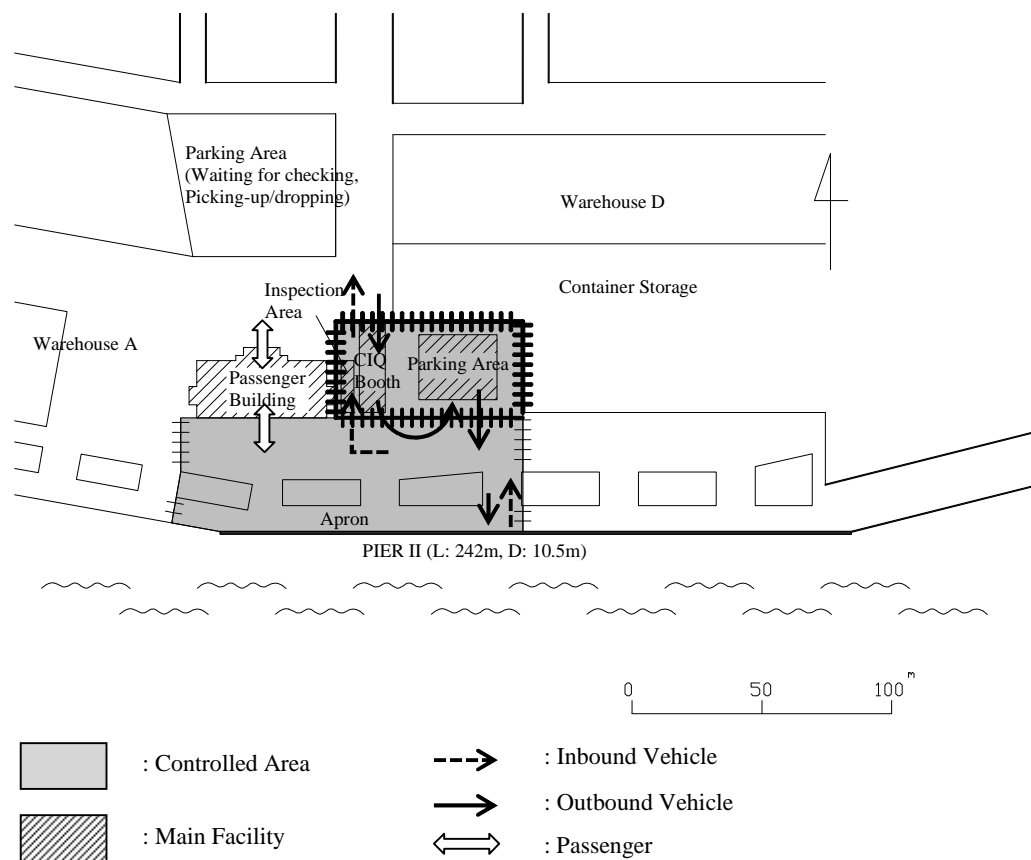 Parking Area
(Waiting for checking,
Picking-up/dropping)
Warehouse D
Inspection
Area
Container Storage
Warehouse A
CIQ
Booth
Parking Area
Passenger
Building
Apron
PIER II (L: 242m, D: 10.5m)
0 50 100 m
: Controlled Area
: Inbound Vehicle
: Outbound Vehicle
: Main Facility
: Passenger